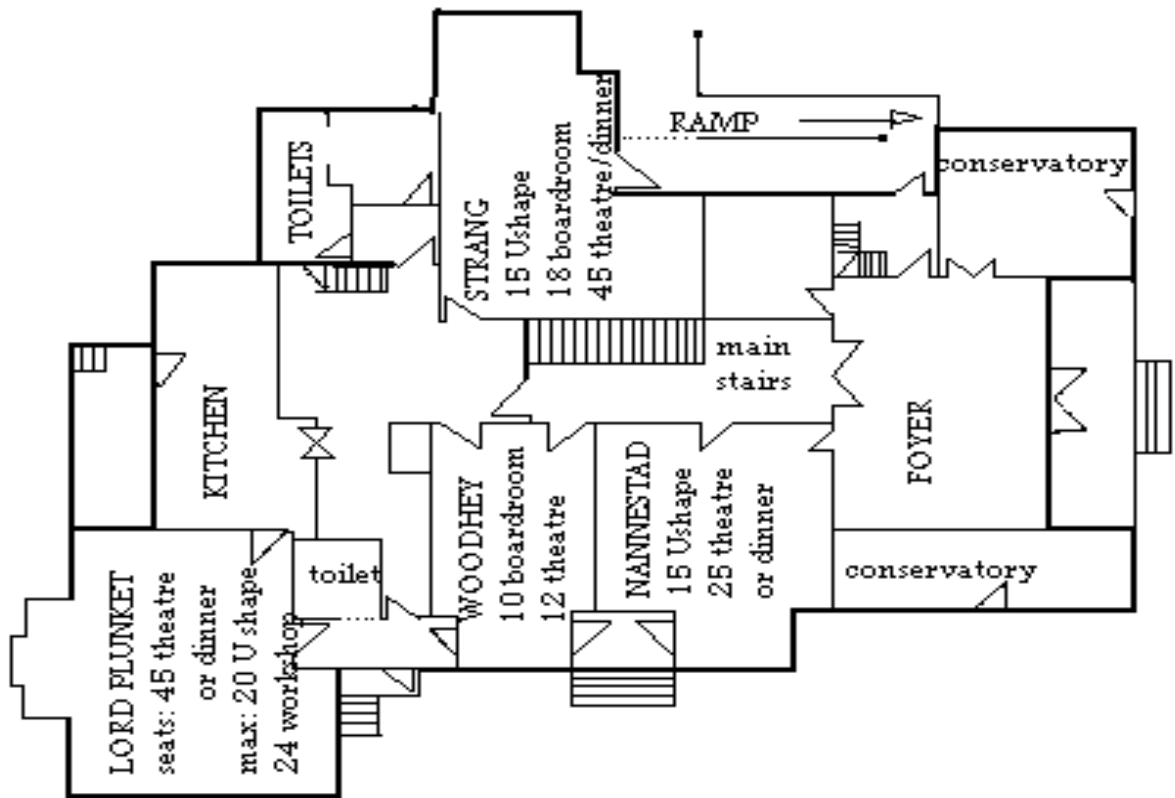 RAMP
conservatory
TOILETS
STRANG
15 Ushape
18 boardroom
45 theatre/dinner
main
stairs
KITCHEN
FOYER
WOODHEY
10 boardroom
12 theatre
NANNESTAD
15 Ushape
25 theatre
or dinner
toilet
conservatory
LORD PLUNKET
seats: 45 theatre
or dinner
max: 20 U shape
24 workshop